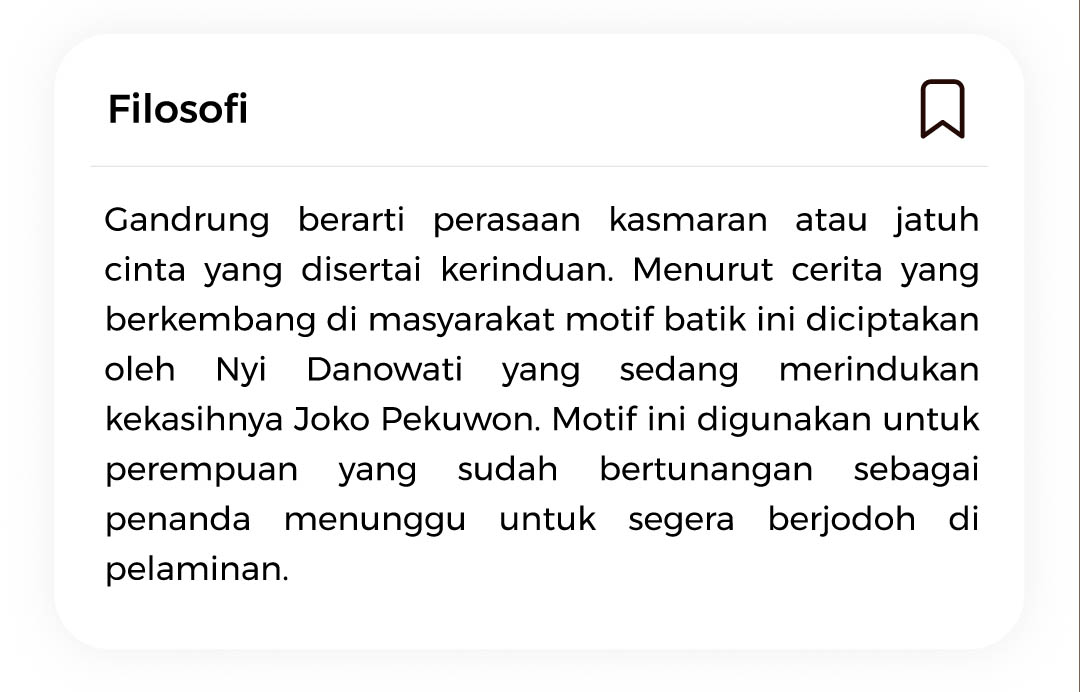 Filosofi
Gandrung berarti perasaan kasmaran atau jatuh
cinta yang disertai kerinduan. Menurut cerita yang
berkembang di masyarakat motif batik ini diciptakan
oleh Nyi Danowati yang sedang merindukan
kekasihnya Joko Pekuwon. Motif ini digunakan untuk
perempuan yang sudah bertunangan sebagai
penanda menunggu untuk segera berjodoh di
pelaminan.